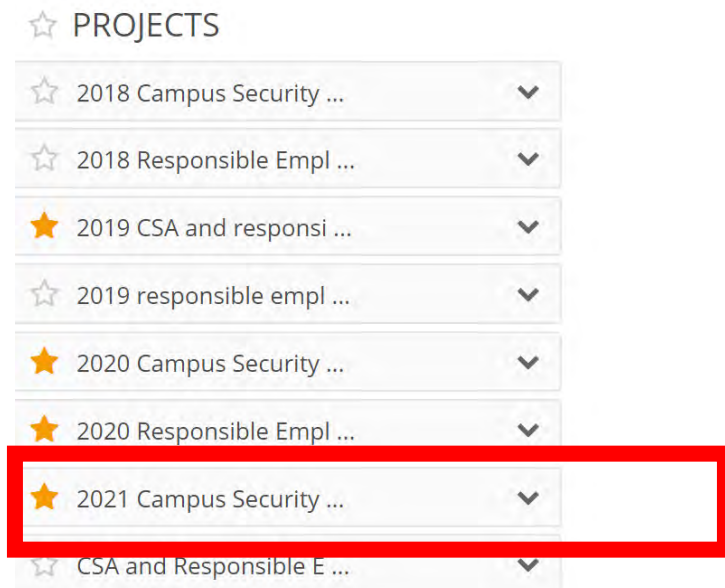 PROJECTS
2018 Campus Security ...
2018 Responsible Empl ...
2019 CSA and responsi ...
2019 responsible empl ...
2020 Campus Security ...
2020 Responsible Empl ...
2021 Campus Security ...
CSA and Responsible E ...